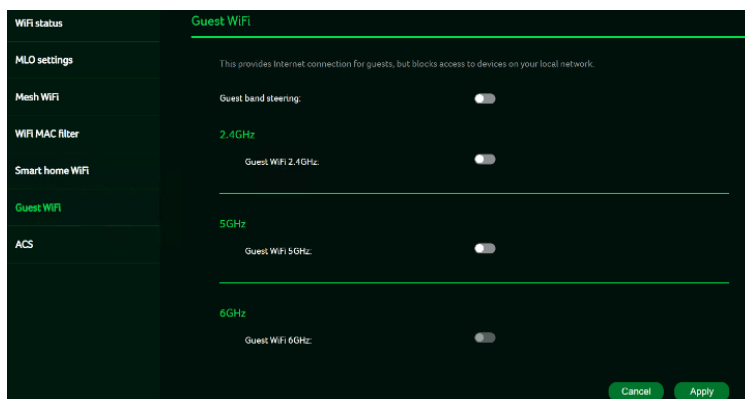 WiFi status
MLO settings
Mesh WiFi
WiFi MAC filter
Smart home WiFi
Guest WiFi
ACS
Guest WiFi
This provides Internet connection for guests, but blocks access to devices on your local network.
Guest band steering:
2.4GHz
Guest WiFi 2.4GHz:
5GHz
Guest WiFi 5GHz:
6GHz
Guest WiFi 6GHz:
Cancel
Apply